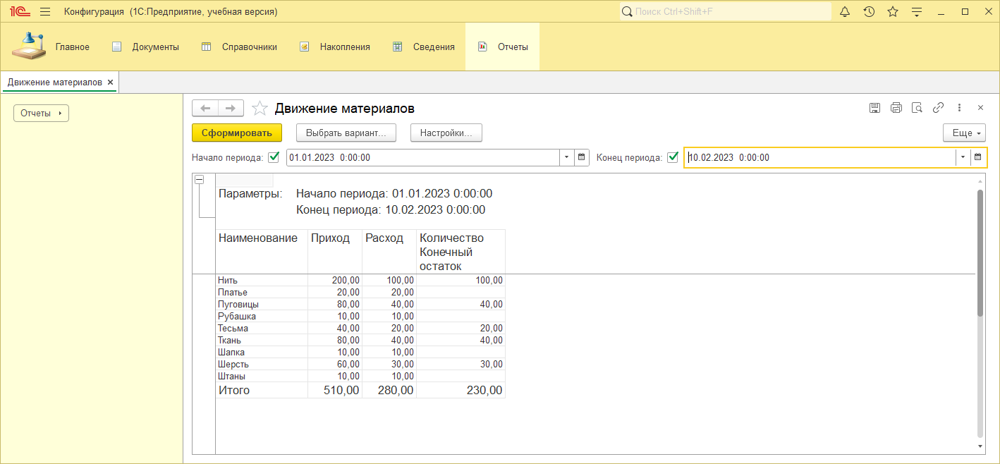 1С Конфигурация (1С:Предприятие, учебная версия) Поиск Ctrl+Shift+F
Главное Документы Справочники Накопления Сведения Отчеты
Движение материалов ×
Отчеты
Движение материалов
Сформировать Выбрать вариант... Настройки... Еще
Начало периода: 01.01.2023 0:00:00 Конец периода: 10.02.2023 0:00:00
Параметры: Начало периода: 01.01.2023 0:00:00
Конец периода: 10.02.2023 0:00:00
Наименование Приход Расход Количество
Конечный
остаток
Нить 200,00 100,00 100,00
Платье 20,00 20,00
Пуговицы 80,00 40,00 40,00
Рубашка 10,00 10,00
Тесьма 40,00 20,00 20,00
Ткань 80,00 40,00 40,00
Шапка 10,00 10,00
Шерсть 60,00 30,00 30,00
Штаны 10,00 10,00
Итого 510,00 280,00 230,00